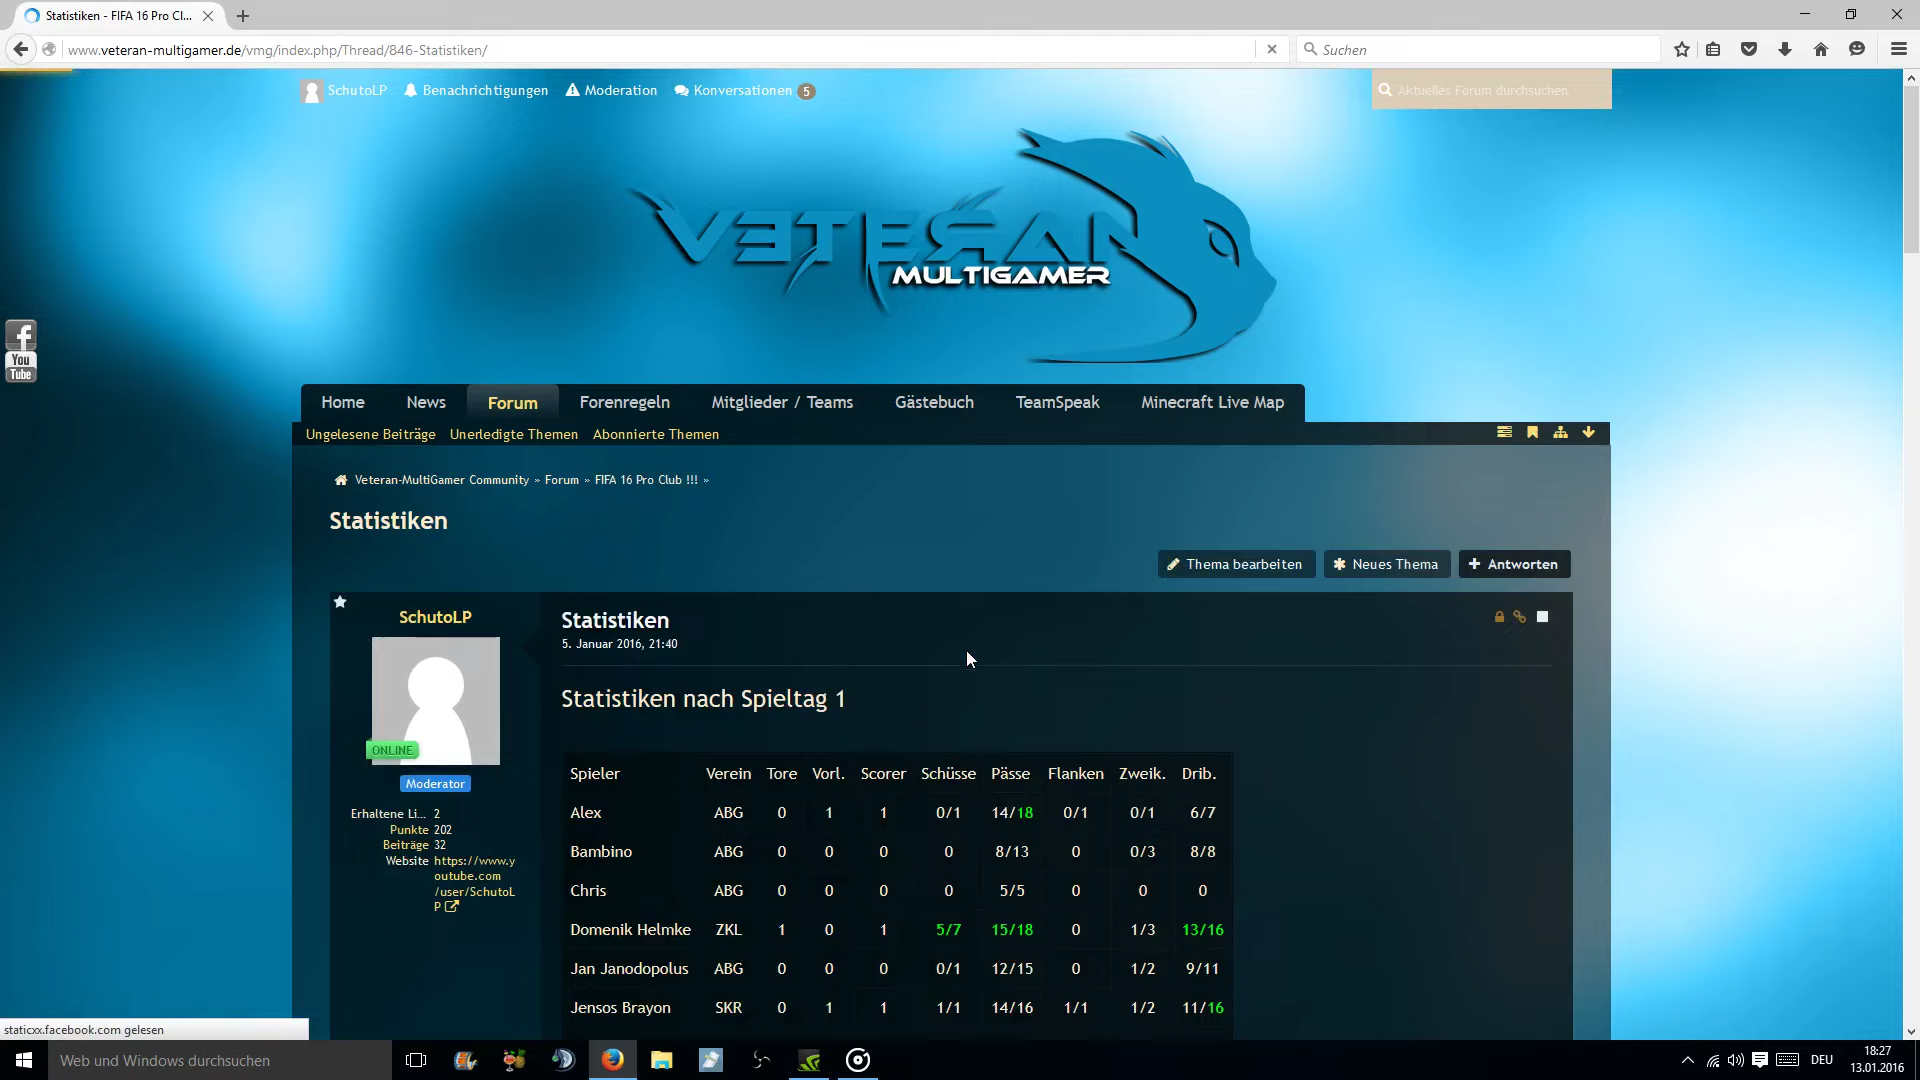 Statistiken - FIFA 16 Pro Cl...
www.veteran-multigamer.de/vmg/index.php/Thread/846-Statistiken/
Suchen
SchutoLP Benachrichtigungen Moderation Konversationen 5
Aktuelles Forum durchsuchen
VETERAN
MULTIGAMER
You
Tube
Home News Forum Forenregeln Mitglieder / Teams Gästebuch TeamSpeak Minecraft Live Map
Ungelesene Beiträge Unerledigte Themen Abonnierte Themen
Veteran-MultiGamer Community » Forum » FIFA 16 Pro Club !!! »
Statistiken
Thema bearbeiten Neues Thema Antworten
SchutoLP
ONLINE
Moderator
Erhaltene Li... 2
Punkte 202
Beiträge 32
Website https://www.y
outube.com
/user/SchutoL
P
Statistiken
5. Januar 2016, 21:40
Statistiken nach Spieltag 1
Spieler Verein Tore Vorl. Scorer Schüsse Pässe Flanken Zweik. Drib.
Alex ABG 0 1 1 0/1 14/18 0/1 0/1 6/7
Bambino ABG 0 0 0 0 8/13 0 0/3 8/8
Chris ABG 0 0 0 0 5/5 0 0 0
Domenik Helmke ZKL 1 0 1 5/7 15/18 0 1/3 13/16
Jan Janodopolus ABG 0 0 0 0/1 12/15 0 1/2 9/11
Jensos Brayon SKR 0 1 1 1/1 14/16 1/1 1/2 11/16
staticxx.facebook.com gelesen
Web und Windows durchsuchen
DEU
18:27
13.01.2016